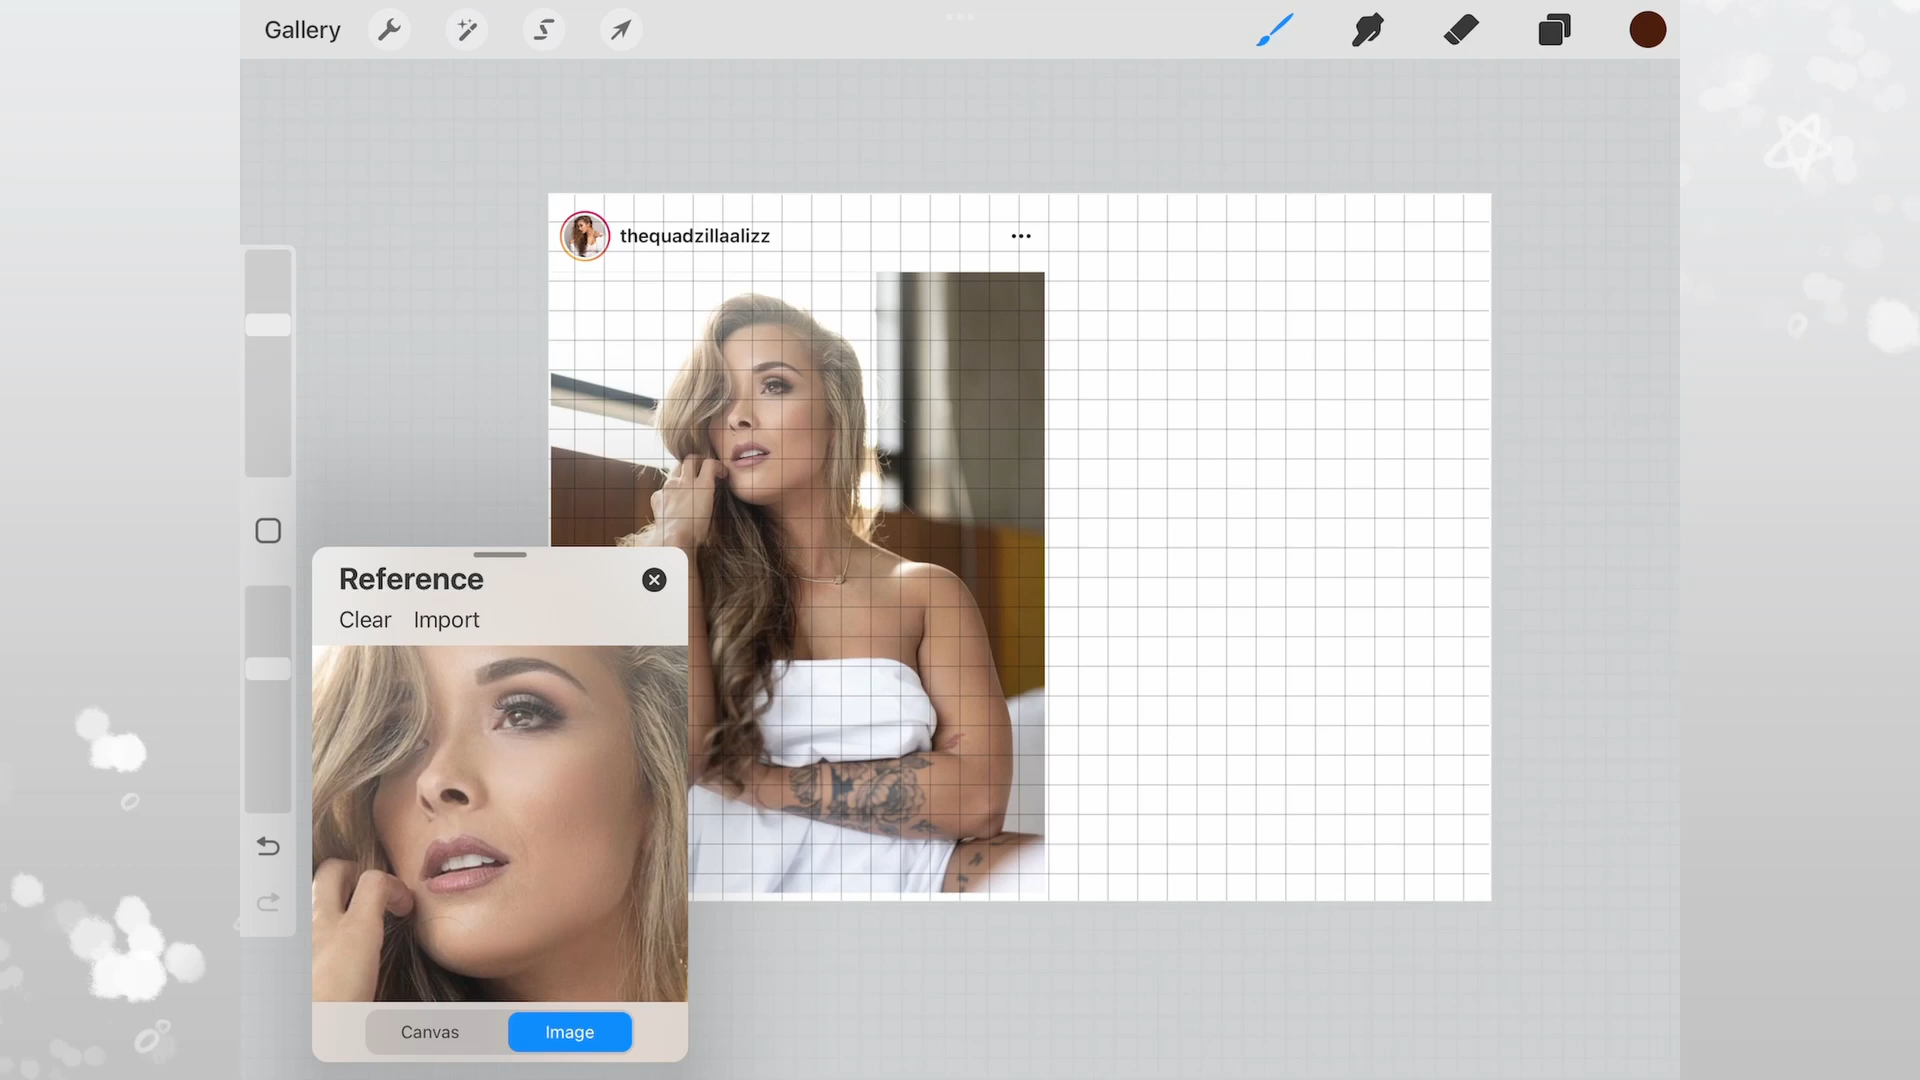 Gallery
thequadzillaalizz
Reference
Clear Import
Canvas Image